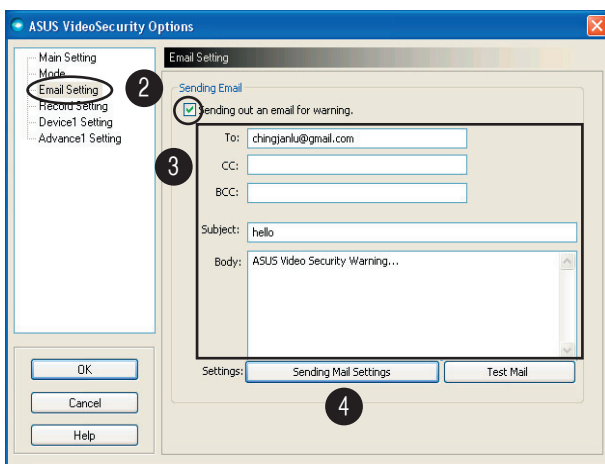 ASUS VideoSecurity Options
Main Setting
Mode
Email Setting
Record Setting
Device1 Setting
Advance1 Setting
2
Email Setting
Sending Email
Sending out an email for warning.
3
To: chingjanlu@gmail.com
CC:
BCC:
Subject: hello
Body: ASUS Video Security Warning...
Settings: Sending Mail Settings Test Mail
4
OK
Cancel
Help